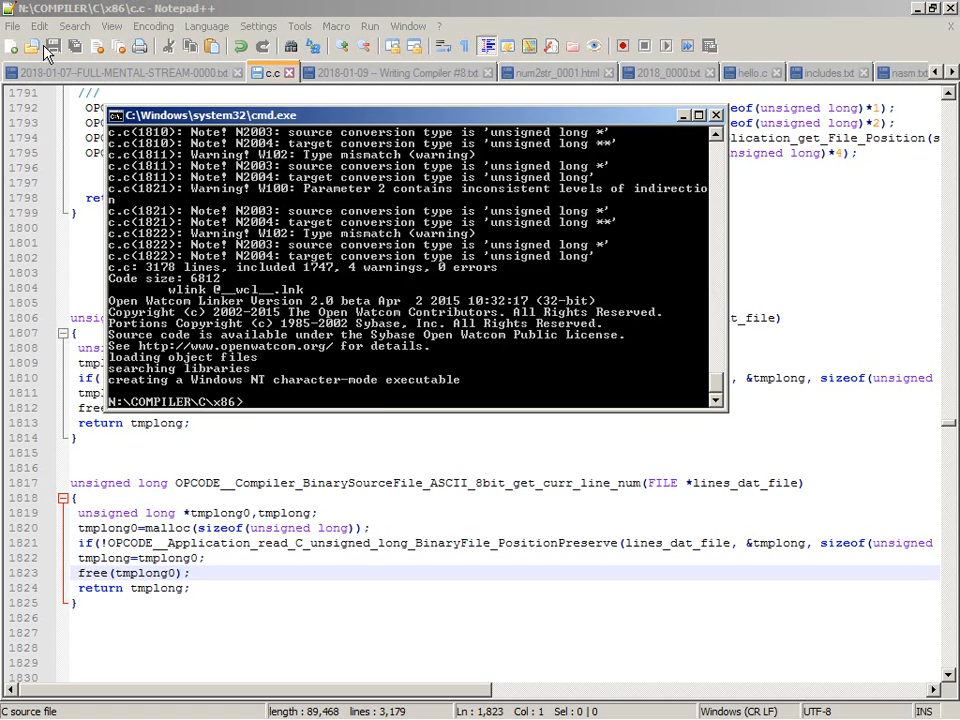 N:\COMPILER\C\x86\c.c - Notepad++
File Edit Search View Encoding Language Settings Tools Macro Run Window ?
2018-01-07-FULL-MENTAL-STREAM-0000.txt c.c 2018-01-09 -- Writing Compiler #8.txt num2str_0001.html 2018_0000.txt hello.c includes.txt nasm.txt
1791 ///
1792 OPC eof(unsigned long)*1);
1793 OPC eof(unsigned long)*2);
1794 OPC plication_get_File_Position(s
1795 OPC unsigned long)*4);
1796
1797
1798 re
1799 }
1800
1801
1802
1803
1804
1805
1806 unsi _file)
1807 {
1808 uns
1809 tmp
1810 if( , &tmplong, sizeof(unsigned
1811 tmp
1812 free
1813 return tmplong;
1814 }
1815
1816
1817 unsigned long OPCODE__Compiler_BinarySourceFile_ASCII_8bit_get_curr_line_num(FILE *lines_dat_file)
1818 {
1819 unsigned long *tmplong0,tmplong;
1820 tmplong0=malloc(sizeof(unsigned long));
1821 if(!OPCODE__Application_read_C_unsigned_long_BinaryFile_PositionPreserve(lines_dat_file, &tmplong, sizeof(unsigned
1822 tmplong=tmplong0;
1823 free(tmplong0);
1824 return tmplong;
1825 }
1826
1827
1828
1829
1830
C:\Windows\system32\cmd.exe
c.c(1810): Note! N2003: source conversion type is 'unsigned long *'
c.c(1810): Note! N2004: target conversion type is 'unsigned long **'
c.c(1811): Warning! W102: Type mismatch (warning)
c.c(1811): Note! N2003: source conversion type is 'unsigned long *'
c.c(1811): Note! N2004: target conversion type is 'unsigned long'
c.c(1821): Warning! W100: Parameter 2 contains inconsistent levels of indirectio
n
c.c(1821): Note! N2003: source conversion type is 'unsigned long *'
c.c(1821): Note! N2004: target conversion type is 'unsigned long **'
c.c(1822): Warning! W102: Type mismatch (warning)
c.c(1822): Note! N2003: source conversion type is 'unsigned long *'
c.c(1822): Note! N2004: target conversion type is 'unsigned long'
c.c: 3178 lines, included 1747, 4 warnings, 0 errors
Code size: 6812
wlink @__wcl__.lnk
Open Watcom Linker Version 2.0 beta Apr 2 2015 10:32:17 (32-bit)
Copyright (c) 2002-2015 The Open Watcom Contributors. All Rights Reserved.
Portions Copyright (c) 1985-2002 Sybase, Inc. All Rights Reserved.
Source code is available under the Sybase Open Watcom Public License.
See http://www.openwatcom.org/ for details.
loading object files
searching libraries
creating a Windows NT character-mode executable
N:\COMPILER\C\x86>
C source file length : 89,468 lines : 3,179 Ln : 1,823 Col : 1 Sel : 0 | 0 Windows (CR LF) UTF-8 INS